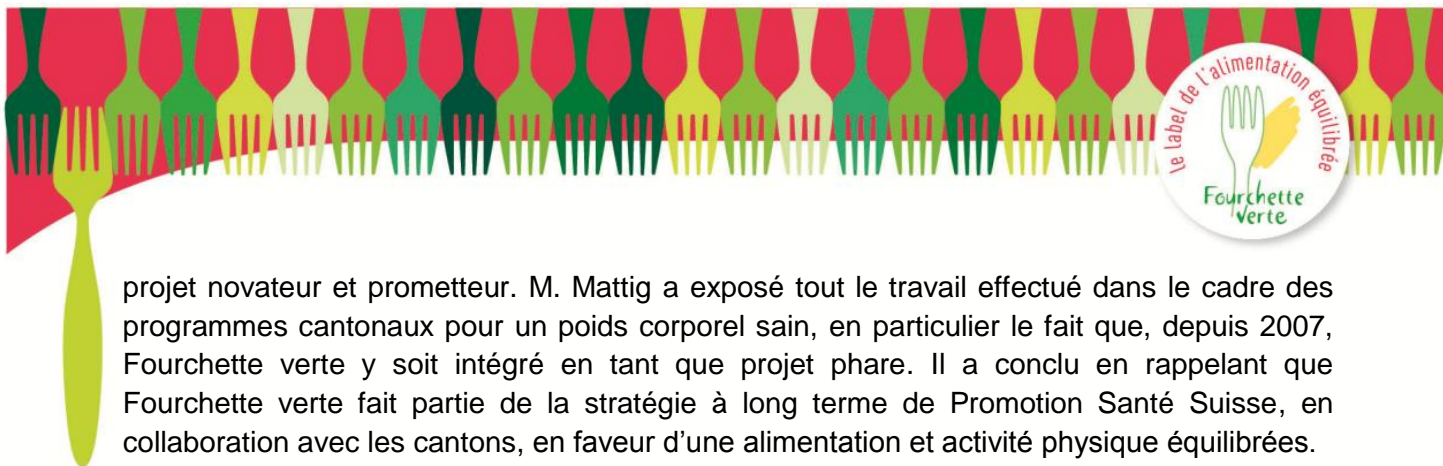 le label de l'alimentation équilibrée
Fourchette
verte
projet novateur et prometteur. M. Mattig a exposé tout le travail effectué dans le cadre des
programmes cantonaux pour un poids corporel sain, en particulier le fait que, depuis 2007,
Fourchette verte y soit intégré en tant que projet phare. Il a conclu en rappelant que
Fourchette verte fait partie de la stratégie à long terme de Promotion Santé Suisse, en
collaboration avec les cantons, en faveur d'une alimentation et activité physique équilibrées.